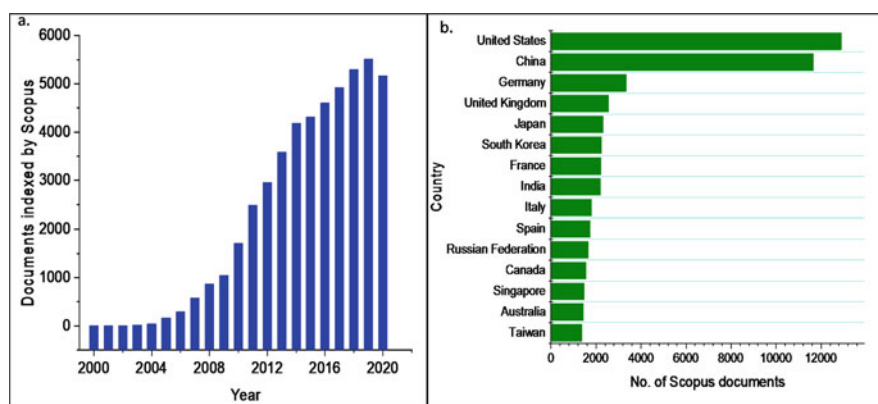 a.
6000
5000
4000
3000
2000
1000
0
Documents indexed by Scopus
2000 2004 2008 2012 2016 2020
Year
b.
United States
China
Germany
United Kingdom
Japan
South Korea
France
India
Italy
Spain
Russian Federation
Canada
Singapore
Australia
Taiwan
Country
0 2000 4000 6000 8000 10000 12000
No. of Scopus documents